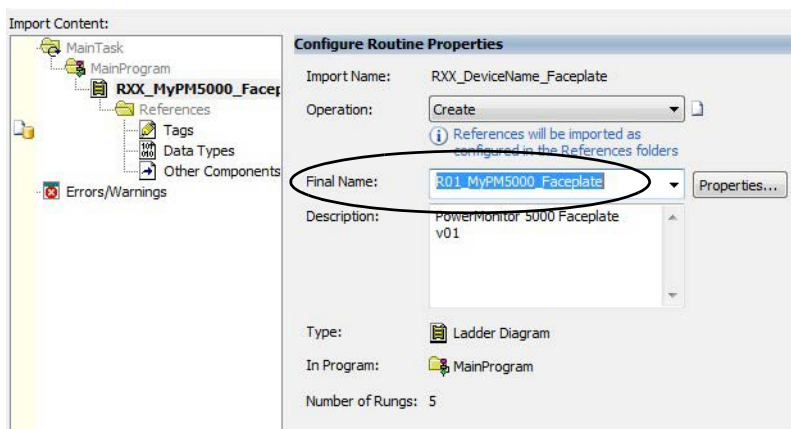 Import Content:
MainTask
MainProgram
RXX_MyPM5000_Facep
References
Tags
Data Types
Other Components
Errors/Warnings
Configure Routine Properties
Import Name: RXX_DeviceName_Faceplate
Operation: Create
References will be imported as
configured in the References folders
Final Name: R01_MyPM5000_Faceplate Properties...
Description: PowerMonitor 5000 Faceplate
v01
Type: Ladder Diagram
In Program: MainProgram
Number of Rungs: 5